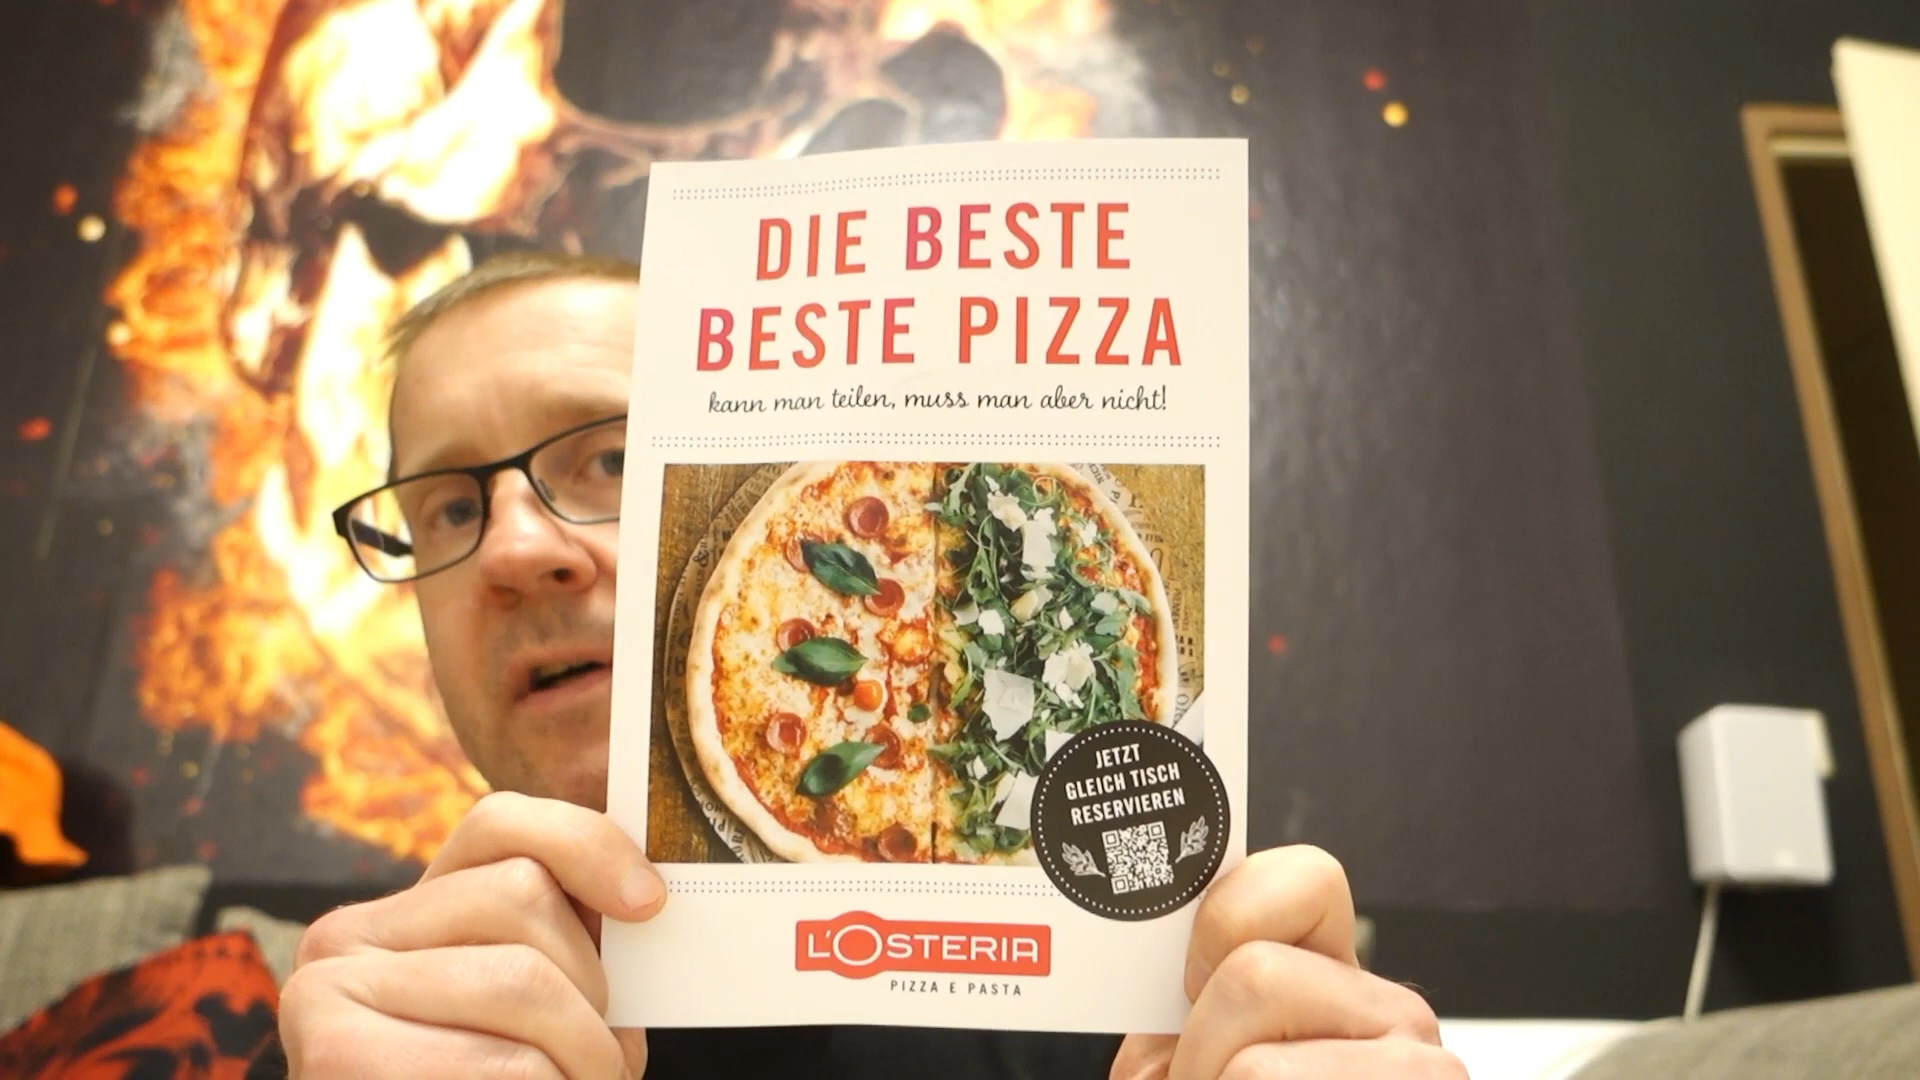 DIE BESTE
BESTE PIZZA
kann man teilen, muss man aber nicht!
JETZT
GLEICH TISCH
RESERVIEREN
L'OSTERIA
PIZZA E PASTA